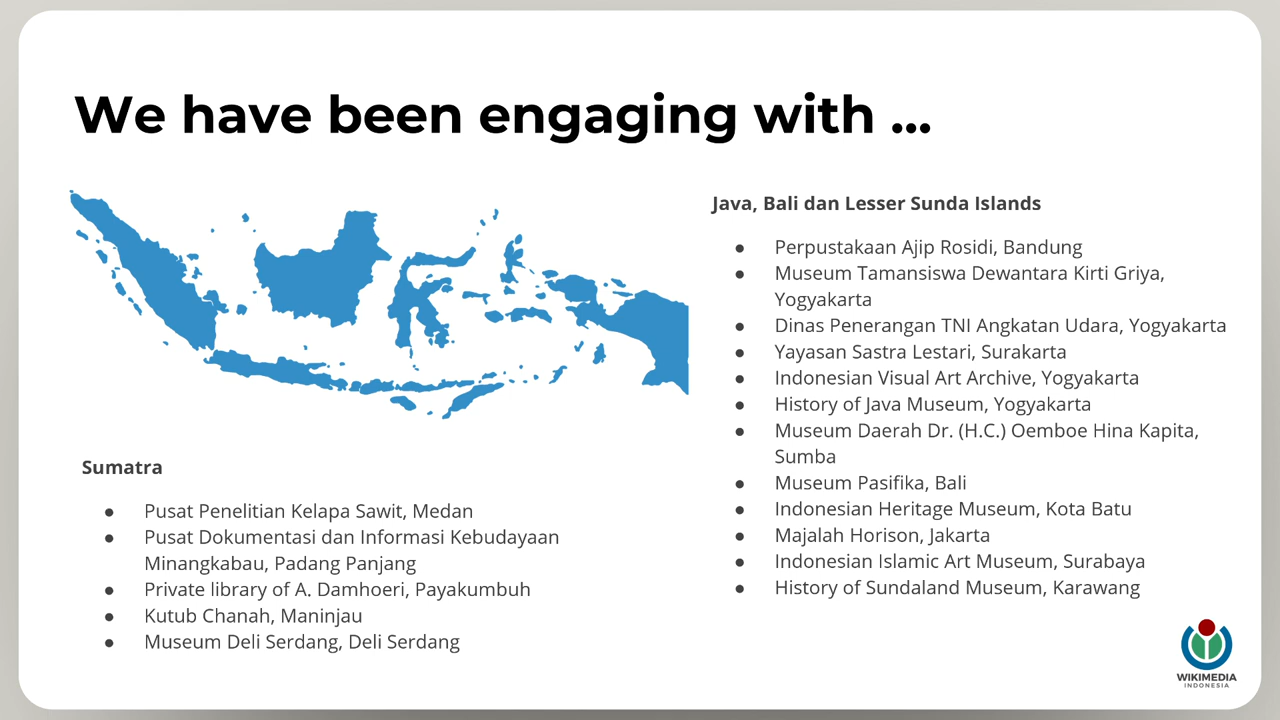 We have been engaging with ...
Java, Bali dan Lesser Sunda Islands
● Perpustakaan Ajip Rosidi, Bandung
● Museum Tamansiswa Dewantara Kirti Griya,
Yogyakarta
● Dinas Penerangan TNI Angkatan Udara, Yogyakarta
● Yayasan Sastra Lestari, Surakarta
● Indonesian Visual Art Archive, Yogyakarta
● History of Java Museum, Yogyakarta
● Museum Daerah Dr. (H.C.) Oemboe Hina Kapita,
Sumba
● Museum Pasifika, Bali
● Indonesian Heritage Museum, Kota Batu
● Majalah Horison, Jakarta
● Indonesian Islamic Art Museum, Surabaya
● History of Sundaland Museum, Karawang
Sumatra
● Pusat Penelitian Kelapa Sawit, Medan
● Pusat Dokumentasi dan Informasi Kebudayaan
Minangkabau, Padang Panjang
● Private library of A. Damhoeri, Payakumbuh
● Kutub Chanah, Maninjau
● Museum Deli Serdang, Deli Serdang
WIKIMEDIA
INDONESIA